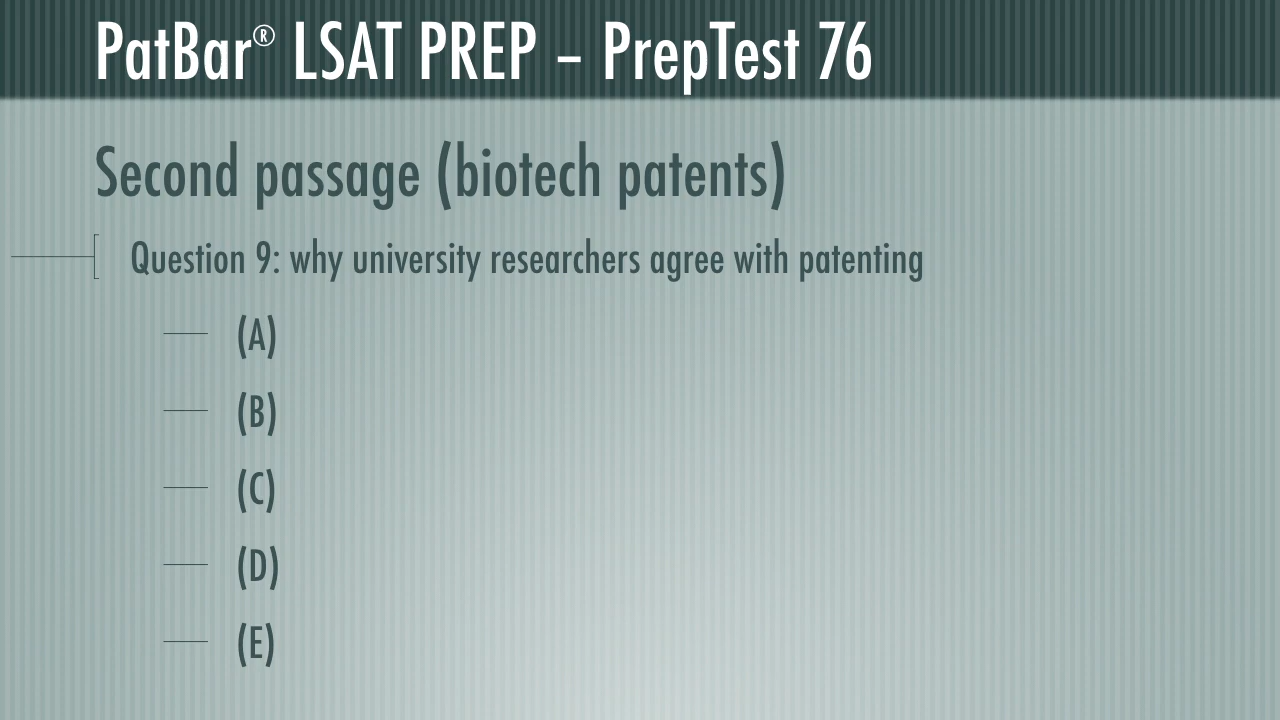 PatBar® LSAT PREP – PrepTest 76
Second passage (biotech patents)
Question 9: why university researchers agree with patenting
(A)
(B)
(C)
(D)
(E)